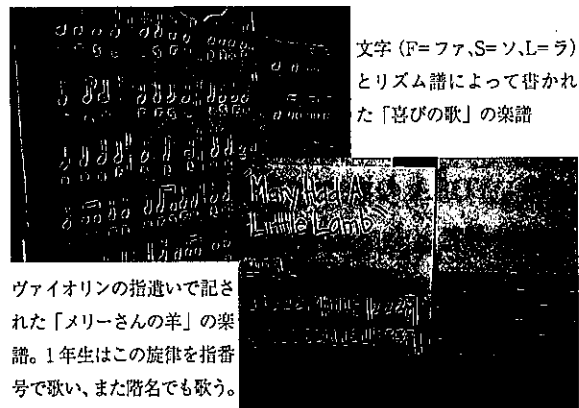 文字(F=ファ、S=ソ、L=ラ)
とリズム譜によって書かれ
た「喜びの歌」の楽譜
Mary Had A
Little Lamb
ヴァイオリンの指遣いで記さ
れた「メリーさんの羊」の楽
譜。1年生はこの旋律を指番
号で歌い、また階名でも歌う。